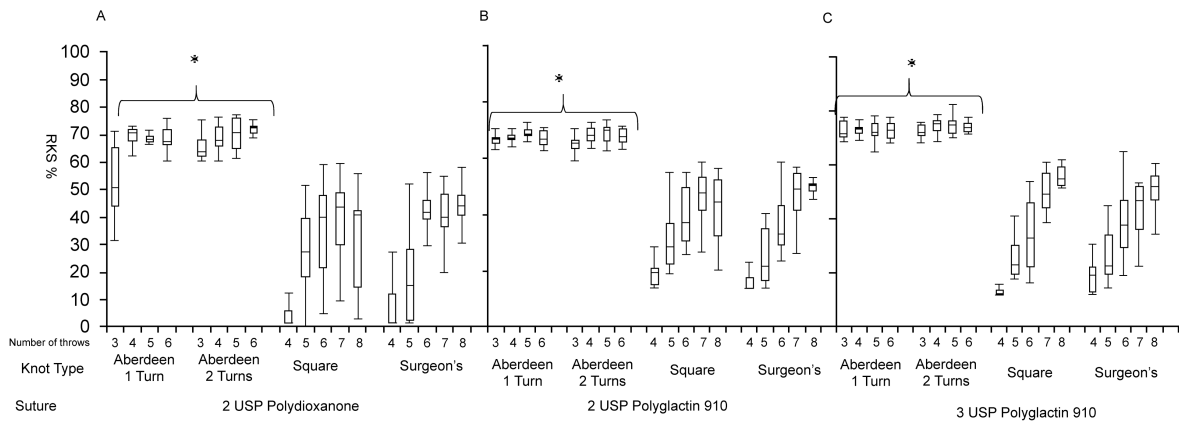 A B C
* * *
100
90
80
70
60
50
40
30
20
10
0
RKS %
Number of throws 3 4 5 6 3 4 5 6 4 5 6 7 8 4 5 6 7 8 3 4 5 6 3 4 5 6 4 5 6 7 8 4 5 6 7 8 3 4 5 6 3 4 5 6 4 5 6 7 8 4 5 6 7 8
Knot Type Aberdeen 1 Turn Aberdeen 2 Turns Square Surgeon's Aberdeen 1 Turn Aberdeen 2 Turns Square Surgeon's Aberdeen 1 Turn Aberdeen 2 Turns Square Surgeon's
Suture 2 USP Polydioxanone 2 USP Polyglactin 910 3 USP Polyglactin 910